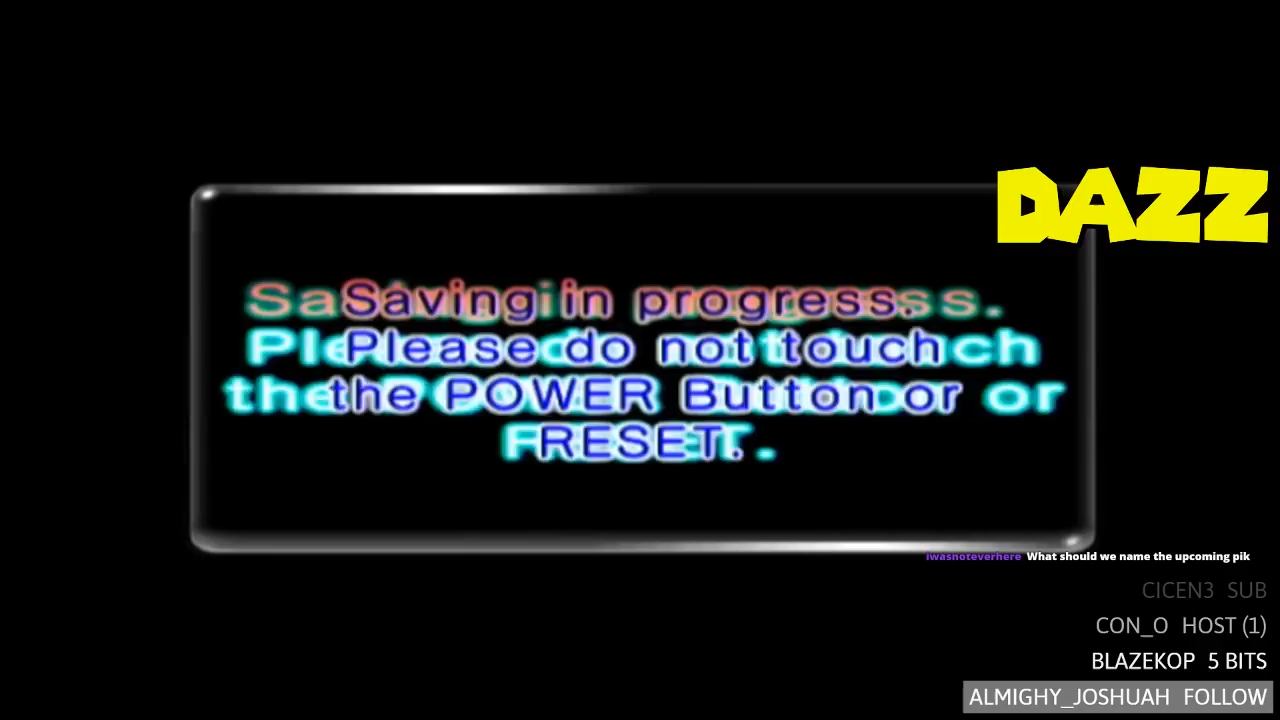 DAZZ
Saving in progress.
Please do not touch
the POWER Button or
RESET.
iwasnoteverhere What should we name the upcoming pik
CICEN3 SUB
CON_O HOST (1)
BLAZEKOP 5 BITS
ALMIGHY_JOSHUAH FOLLOW